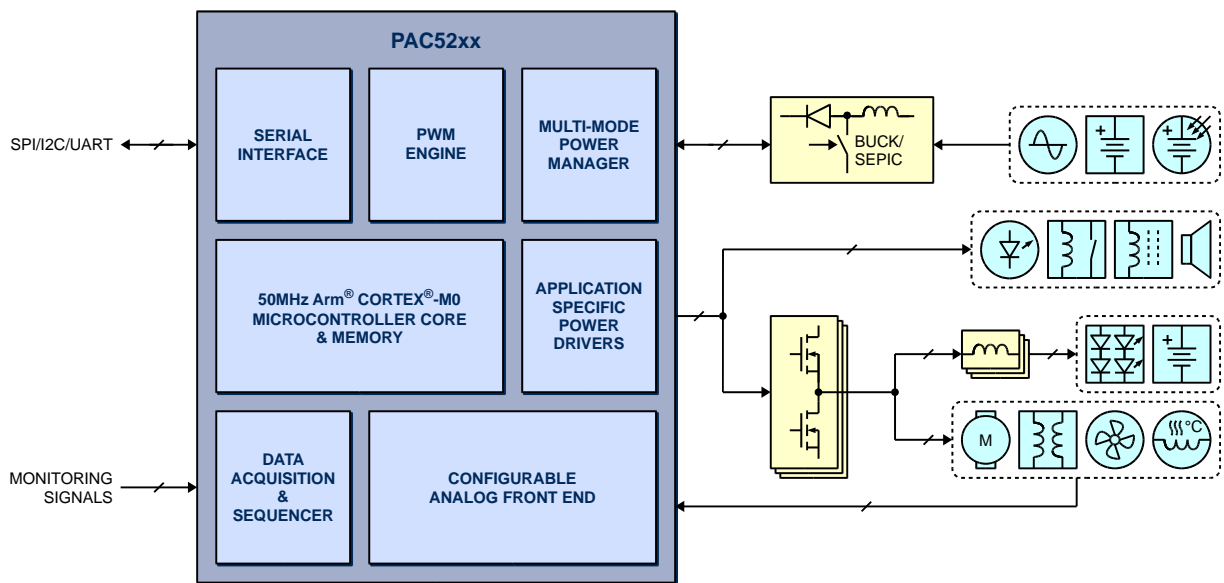 PAC52xx
SERIAL
INTERFACE
PWM
ENGINE
MULTI-MODE
POWER
MANAGER
SPI/I2C/UART
BUCK/
SEPIC
+
+
+
50MHz Arm® CORTEX®-M0
MICROCONTROLLER CORE
& MEMORY
APPLICATION
SPECIFIC
POWER
DRIVERS
+
M
°C
DATA
ACQUISITION
&
SEQUENCER
CONFIGURABLE
ANALOG FRONT END
MONITORING
SIGNALS